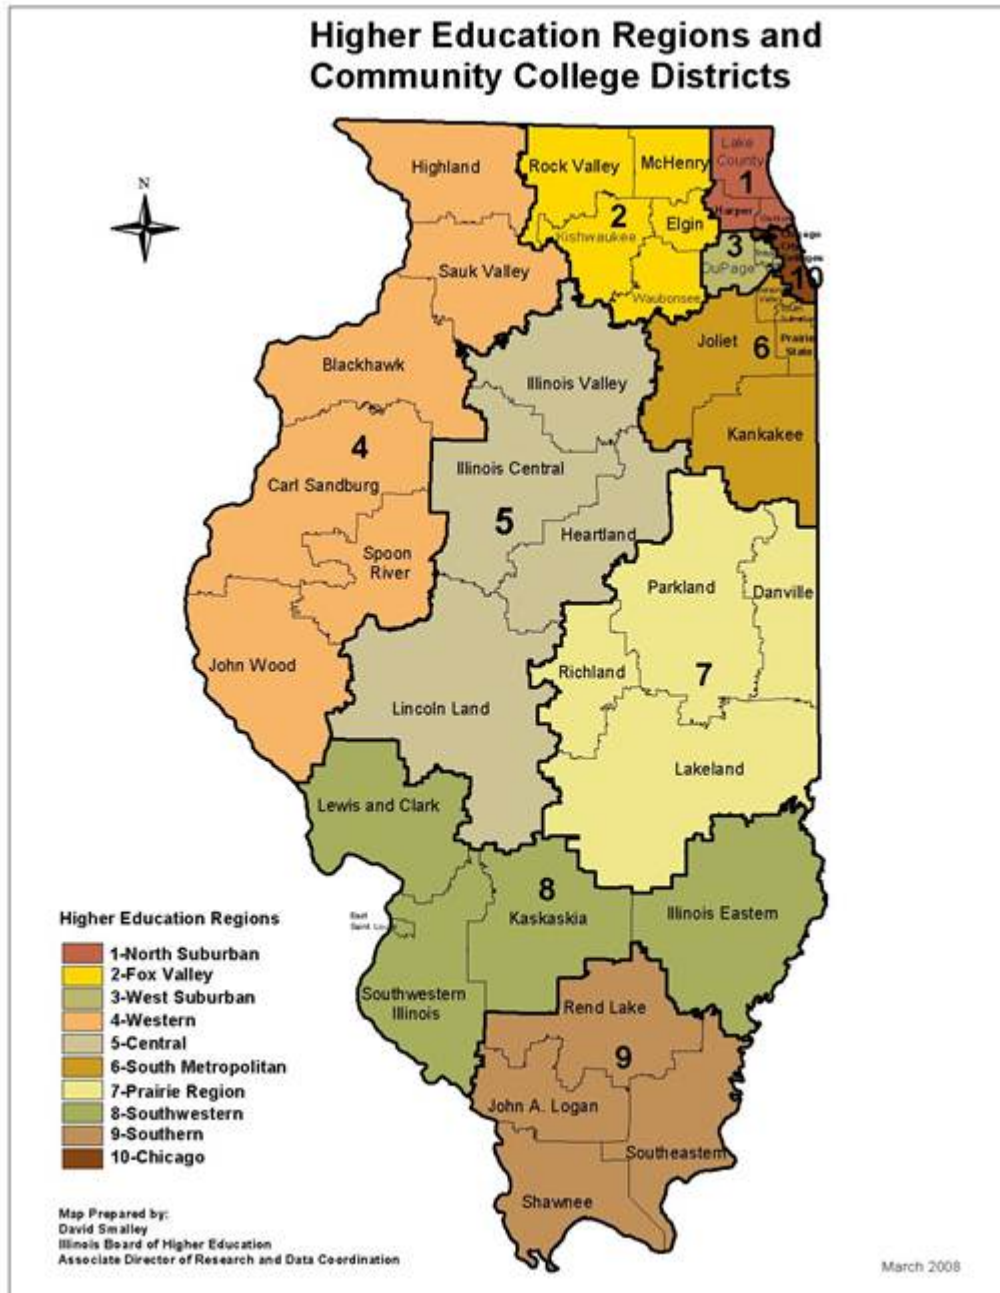 Higher Education Regions and
Community College Districts
N
Highland
Rock Valley
McHenry
Lake
County
1
Harper
2
Elgin
Kishwaukee
3
DuPage
10
Sauk Valley
Waubonsee
Blackhawk
Joliet
6
Prairie
State
Illinois Valley
Kankakee
4
Carl Sandburg
Illinois Central
5
Heartland
Spoon
River
Parkland
Danville
John Wood
Richland
7
Lincoln Land
Lakeland
Lewis and Clark
8
Kaskaskia
Illinois Eastern
East
Saint Louis
Southwestern
Illinois
Rend Lake
9
John A. Logan
Southeastern
Shawnee
Higher Education Regions
1-North Suburban
2-Fox Valley
3-West Suburban
4-Western
5-Central
6-South Metropolitan
7-Prairie Region
8-Southwestern
9-Southern
10-Chicago
Map Prepared by:
David Smalley
Illinois Board of Higher Education
Associate Director of Research and Data Coordination
March 2008